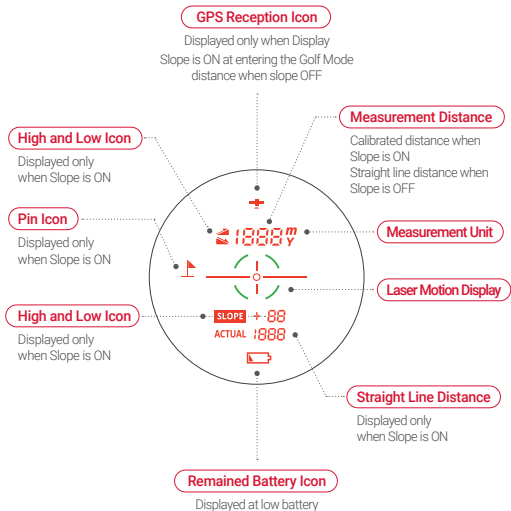 GPS Reception Icon
Displayed only when Display
Slope is ON at entering the Golf Mode
distance when slope OFF
Measurement Distance
Calibrated distance when
Slope is ON
Straight line distance when
Slope is OFF
High and Low Icon
Displayed only
when Slope is ON
Pin Icon
Displayed only
when Slope is ON
1888 m
Y
Measurement Unit
Laser Motion Display
High and Low Icon
Displayed only
when Slope is ON
SLOPE + 88
ACTUAL 1888
Straight Line Distance
Displayed only
when Slope is ON
Remained Battery Icon
Displayed at low battery